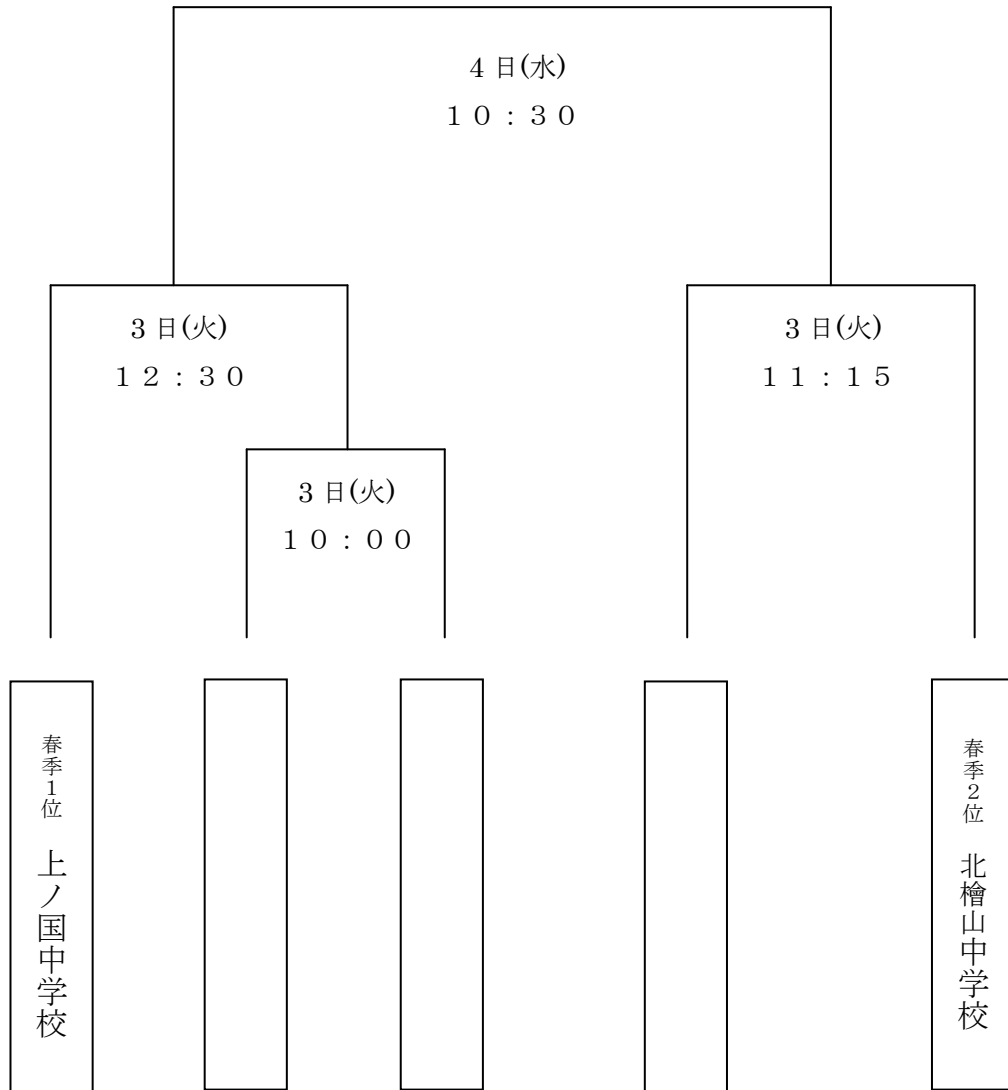 4日(水)
10:30
3日(火)
12:30
3日(火)
11:15
3日(火)
10:00
春季1位 上ノ国中学校
春季2位 北檜山中学校